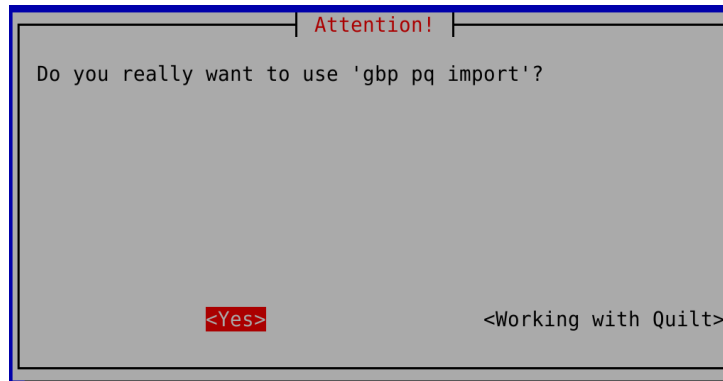 Attention!
Do you really want to use 'gbp pq import'?
<Yes> <Working with Quilt>